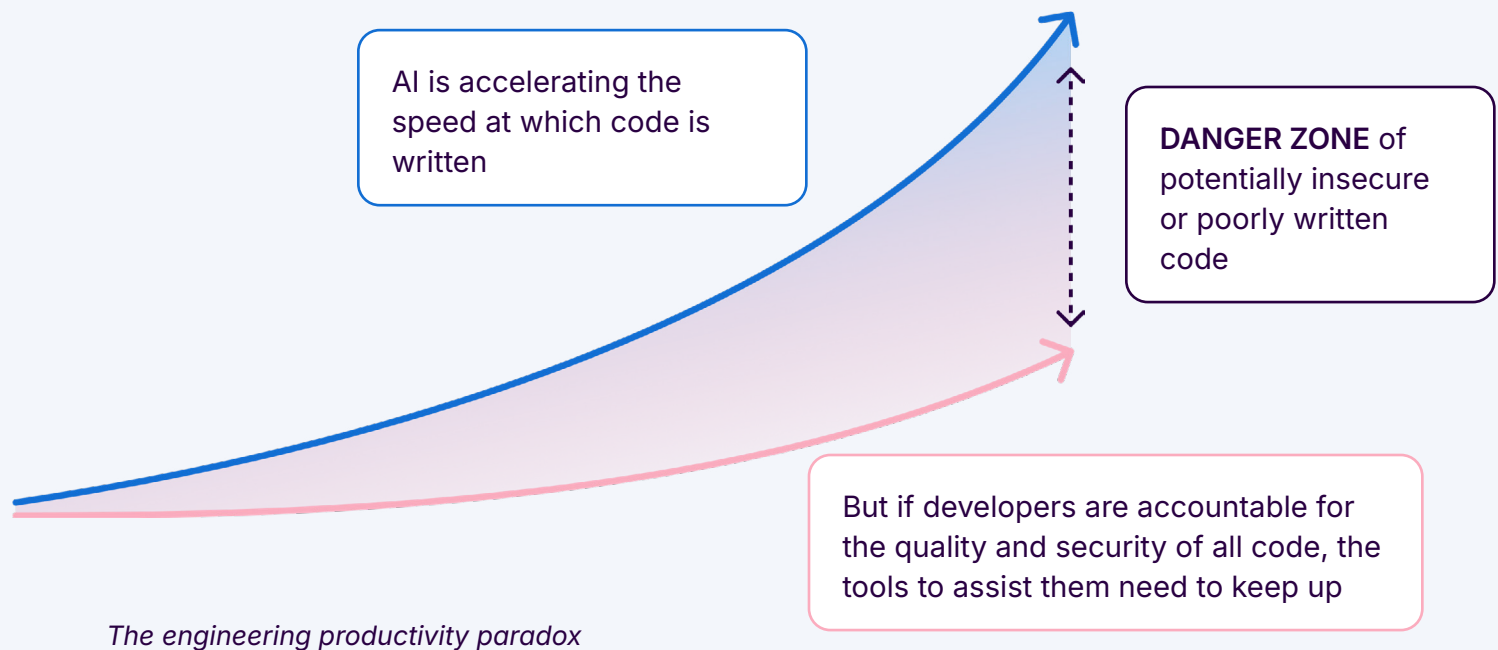 AI is accelerating the
speed at which code is
written
DANGER ZONE of
potentially insecure
or poorly written
code
But if developers are accountable for
the quality and security of all code, the
tools to assist them need to keep up
The engineering productivity paradox